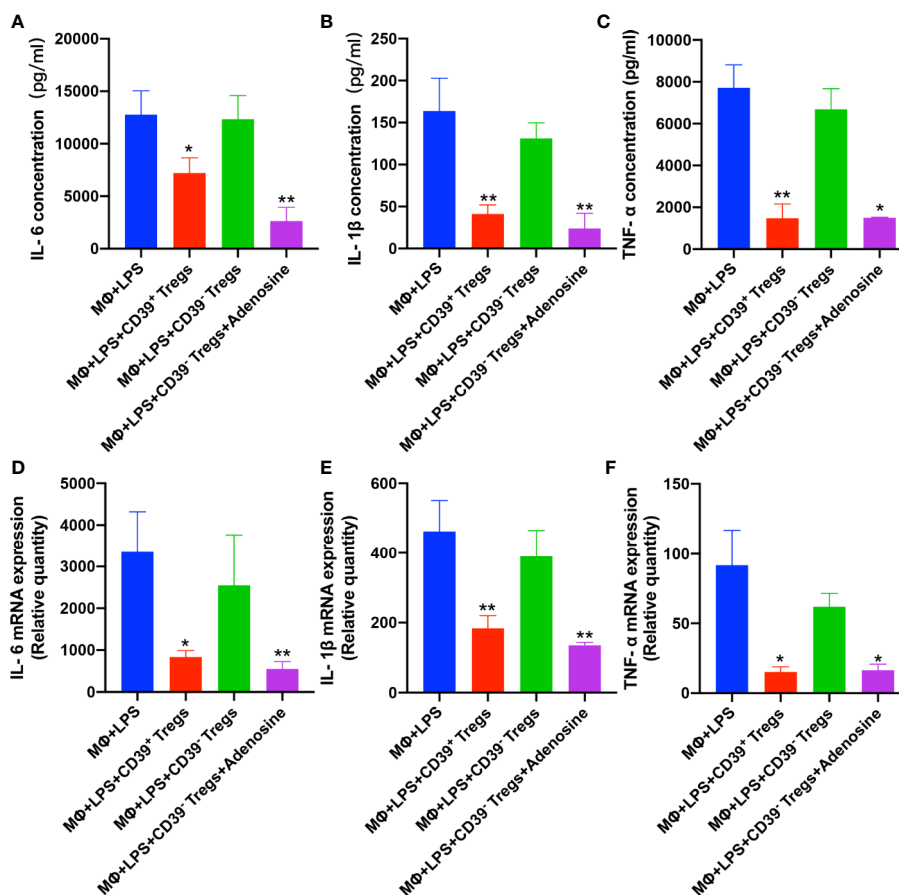 A
IL- 6 concentration (pg/ml)
20000
15000
10000
5000
0
*
**
MΦ+LPS
MΦ+LPS+CD39⁺ Tregs
MΦ+LPS+CD39⁻ Tregs
MΦ+LPS+CD39⁻ Tregs+Adenosine
B
IL- 1β concentration (pg/ml)
250
200
150
100
50
0
**
**
MΦ+LPS
MΦ+LPS+CD39⁺ Tregs
MΦ+LPS+CD39⁻ Tregs
MΦ+LPS+CD39⁻ Tregs+Adenosine
C
TNF- α concentration (pg/ml)
10000
8000
6000
4000
2000
0
**
*
MΦ+LPS
MΦ+LPS+CD39⁺ Tregs
MΦ+LPS+CD39⁻ Tregs
MΦ+LPS+CD39⁻ Tregs+Adenosine
D
IL- 6 mRNA expression
(Relative quantity)
5000
4000
3000
2000
1000
0
*
**
MΦ+LPS
MΦ+LPS+CD39⁺ Tregs
MΦ+LPS+CD39⁻ Tregs
MΦ+LPS+CD39⁻ Tregs+Adenosine
E
IL- 1β mRNA expression
(Relative quantity)
600
400
200
0
**
**
MΦ+LPS
MΦ+LPS+CD39⁺ Tregs
MΦ+LPS+CD39⁻ Tregs
MΦ+LPS+CD39⁻ Tregs+Adenosine
F
TNF- α mRNA expression
(Relative quantity)
150
100
50
0
*
*
MΦ+LPS
MΦ+LPS+CD39⁺ Tregs
MΦ+LPS+CD39⁻ Tregs
MΦ+LPS+CD39⁻ Tregs+Adenosine